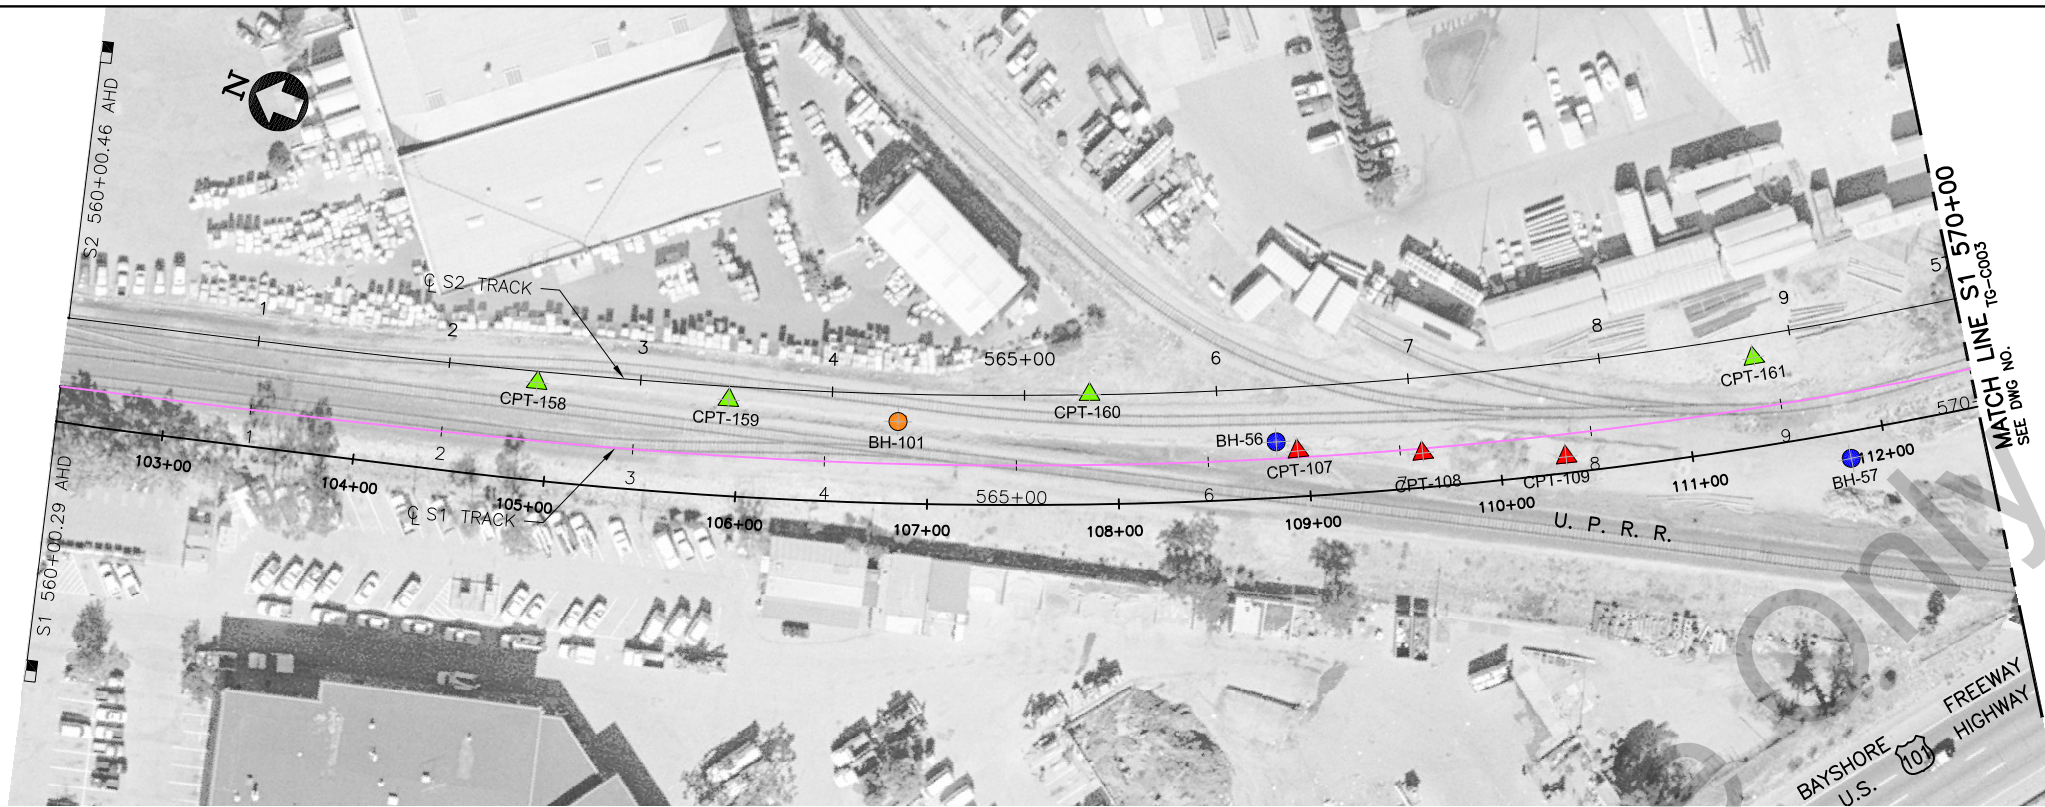 N
S2 560+00.46 AHD
S1 560+00.29 AHD
℄ S2 TRACK
1
2
3
4
565+00
6
7
8
9
57
CPT-158
CPT-159
BH-101
CPT-160
BH-56
CPT-107
CPT-108
CPT-109
CPT-161
BH-57
1
2
3
4
565+00
6
7
8
9
570
℄ S1 TRACK
103+00
104+00
105+00
106+00
107+00
108+00
109+00
110+00
111+00
112+00
U. P. R. R.
MATCH LINE S1 570+00
SEE DWG NO. TG-C003
BAYSHORE FREEWAY
U.S. 101 HIGHWAY
Only